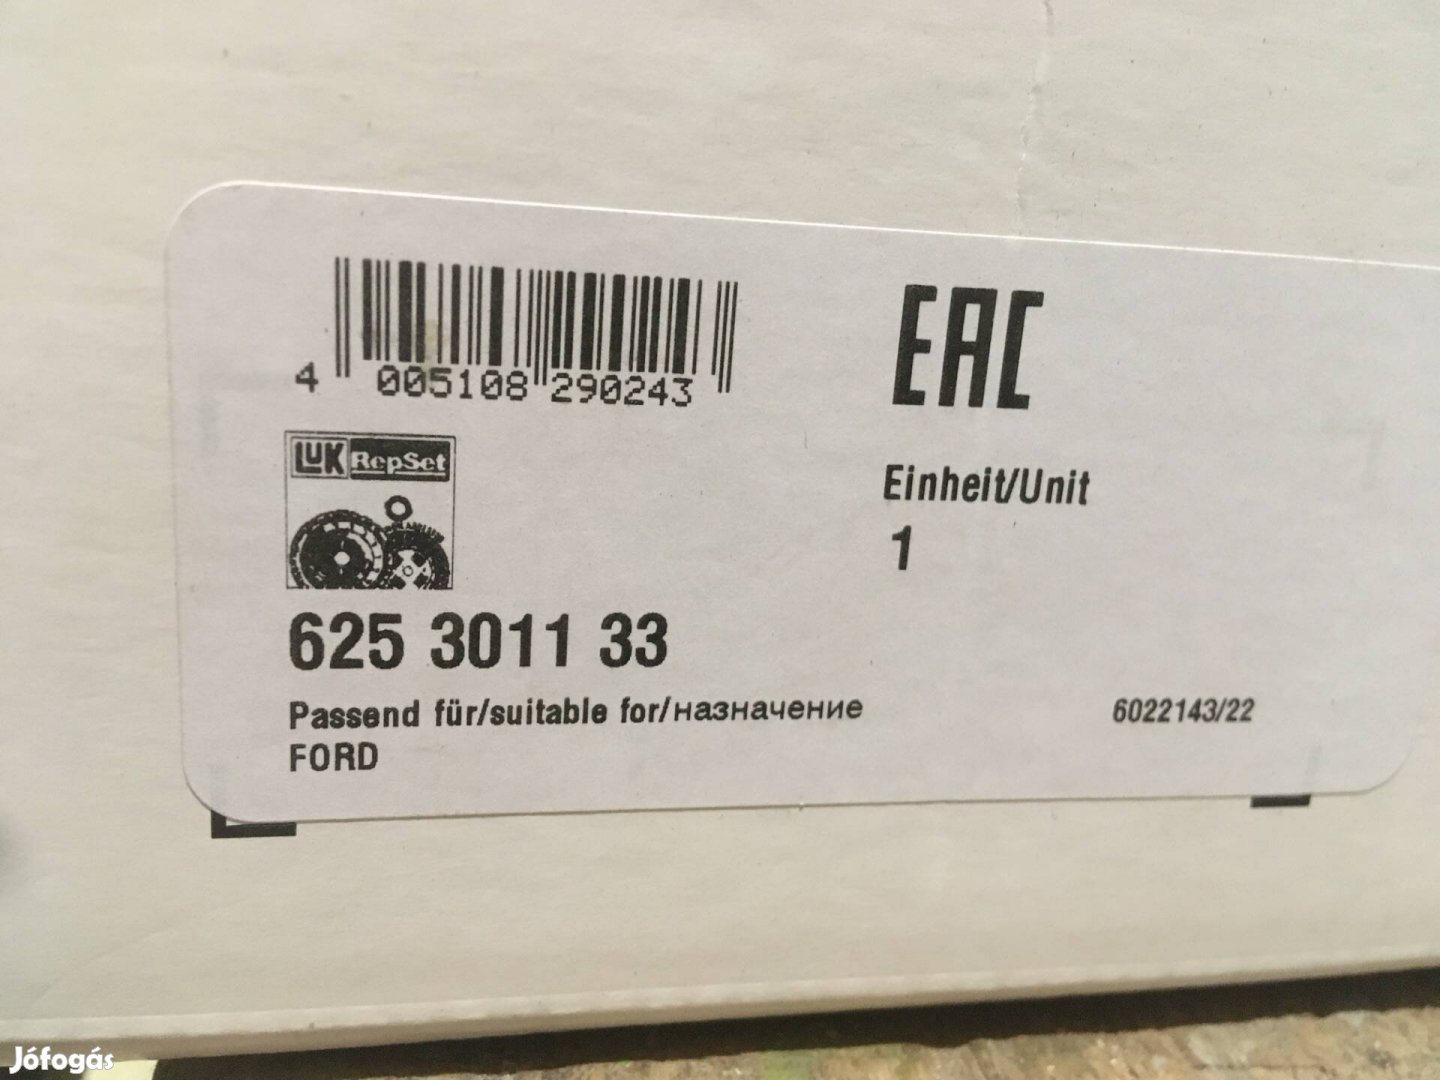 EAC
4 005108 290243
LUK RepSet
Einheit/Unit
1
625 3011 33
Passend für/suitable for/назначение
6022143/22
FORD
Jófogás